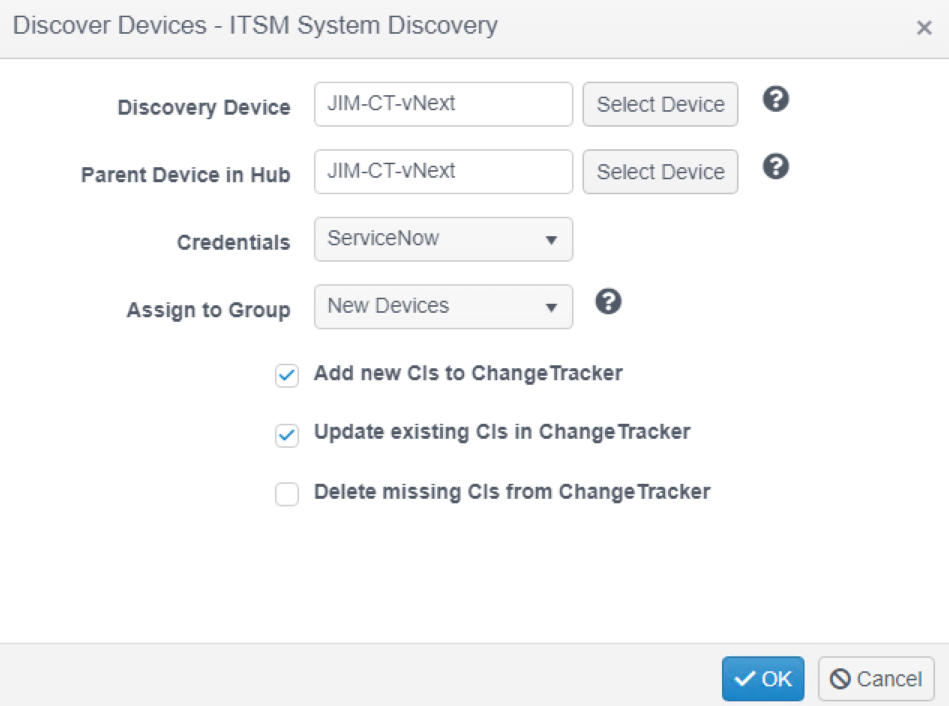 Discover Devices - ITSM System Discovery
Discovery Device JIM-CT-vNext Select Device
Parent Device in Hub JIM-CT-vNext Select Device
Credentials ServiceNow
Assign to Group New Devices
Add new CIs to ChangeTracker
Update existing CIs in ChangeTracker
Delete missing CIs from ChangeTracker
OK Cancel